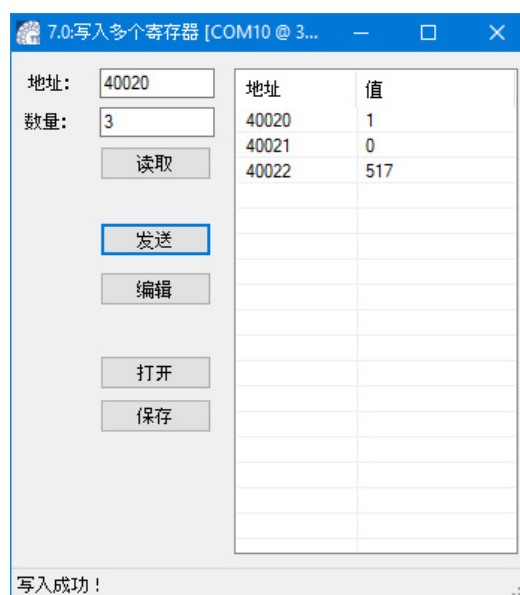 7.0:写入多个寄存器 [COM10 @ 3...
地址: 40020
数量: 3
读取
发送
编辑
打开
保存
地址 值
40020 1
40021 0
40022 517
写入成功!